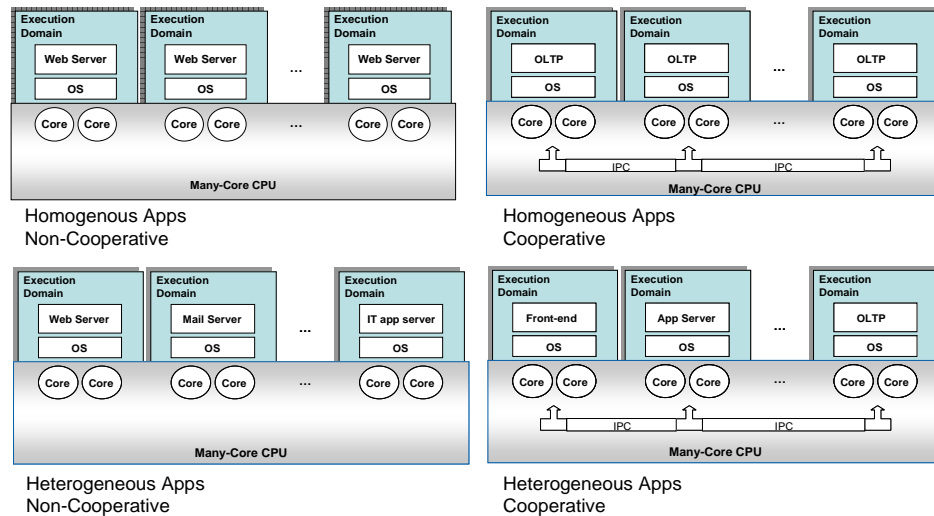 Execution
Domain
Web Server
OS
Execution
Domain
Web Server
OS
...
Execution
Domain
Web Server
OS
Core Core
Core Core
...
Core Core
Many-Core CPU
Homogenous Apps
Non-Cooperative
Execution
Domain
OLTP
OS
Execution
Domain
OLTP
OS
...
Execution
Domain
OLTP
OS
Core Core
Core Core
...
Core Core
IPC
IPC
Many-Core CPU
Homogeneous Apps
Cooperative
Execution
Domain
Web Server
OS
Execution
Domain
Mail Server
OS
...
Execution
Domain
IT app server
OS
Core Core
Core Core
...
Core Core
Many-Core CPU
Heterogeneous Apps
Non-Cooperative
Execution
Domain
Front-end
OS
Execution
Domain
App Server
OS
...
Execution
Domain
OLTP
OS
Core Core
Core Core
...
Core Core
IPC
IPC
Many-Core CPU
Heterogeneous Apps
Cooperative